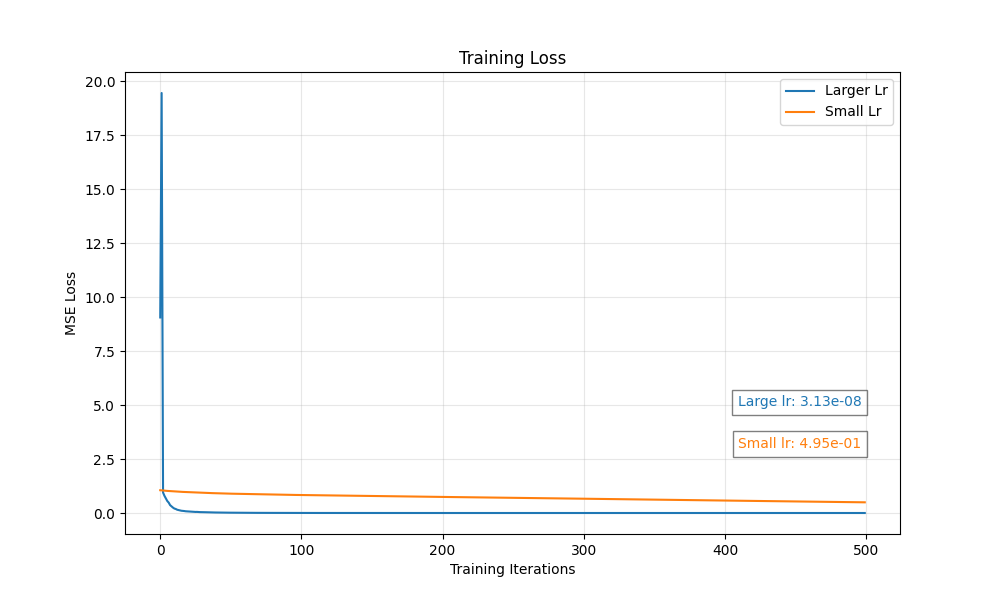 Training Loss
Larger Lr
Small Lr
MSE Loss
20.0
17.5
15.0
12.5
10.0
7.5
5.0
2.5
0.0
Large lr: 3.13e-08
Small lr: 4.95e-01
0 100 200 300 400 500
Training Iterations